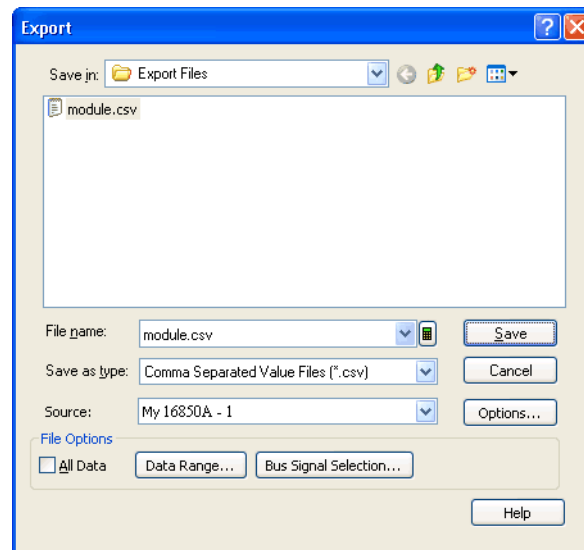 Export
Save in: Export Files
module.csv
File name: module.csv Save
Save as type: Comma Separated Value Files (*.csv) Cancel
Source: My 16850A - 1 Options...
File Options
All Data Data Range... Bus Signal Selection...
Help